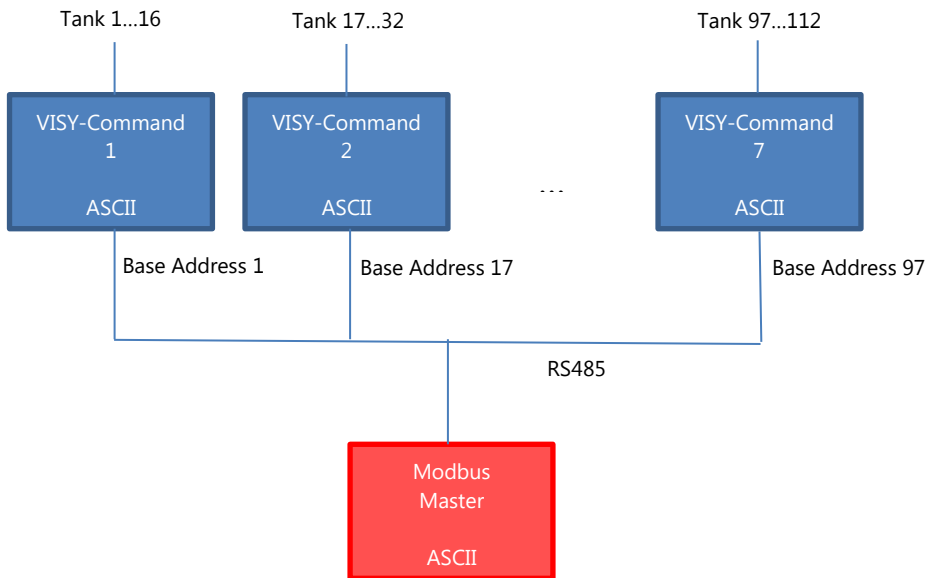 Tank 1...16
Tank 17...32
Tank 97...112
VISY-Command
1
ASCII
VISY-Command
2
ASCII
...
VISY-Command
7
ASCII
Base Address 1
Base Address 17
Base Address 97
RS485
Modbus
Master
ASCII